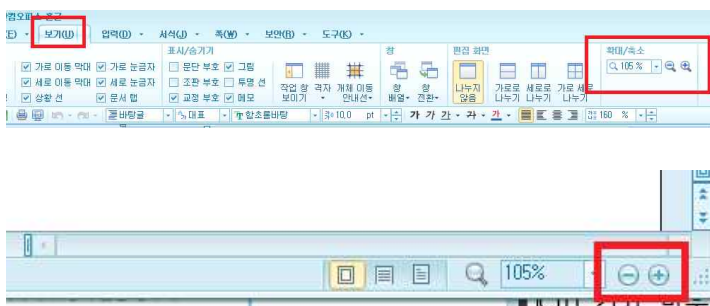 보기(U) 입력(D) 서식(J) 쪽(W) 보안(B) 도구(K)
표시/숨기기 창 편집 화면 확대/축소
가로 이동 막대 가로 눈금자 문단 부호 그림
세로 이동 막대 세로 눈금자 조판 부호 투명 선
상황 선 문서 탭 교정 부호 메모
작업 창 보기 격자 개체 이동 안내선 창 배열 창 전환 나누지 않음 가로로 나누기 세로로 나누기 가로 세로 나누기
105 %
바탕글 대표 함초롬바탕 10.0 pt 가 가 가 가 가 160 %
105%